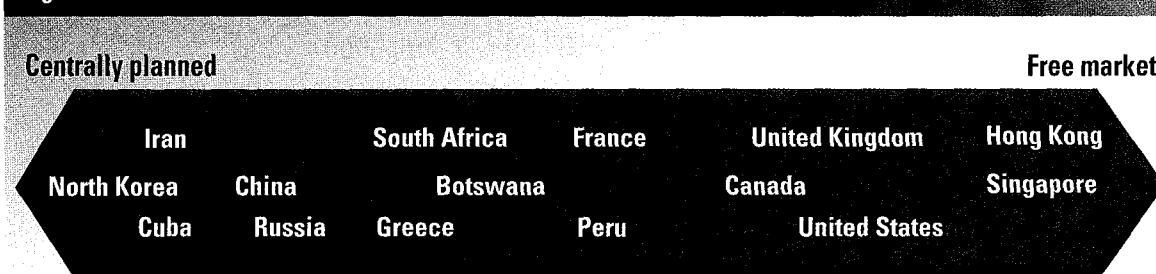 Centrally planned Free market
Iran South Africa France United Kingdom Hong Kong
North Korea China Botswana Canada Singapore
Cuba Russia Greece Peru United States